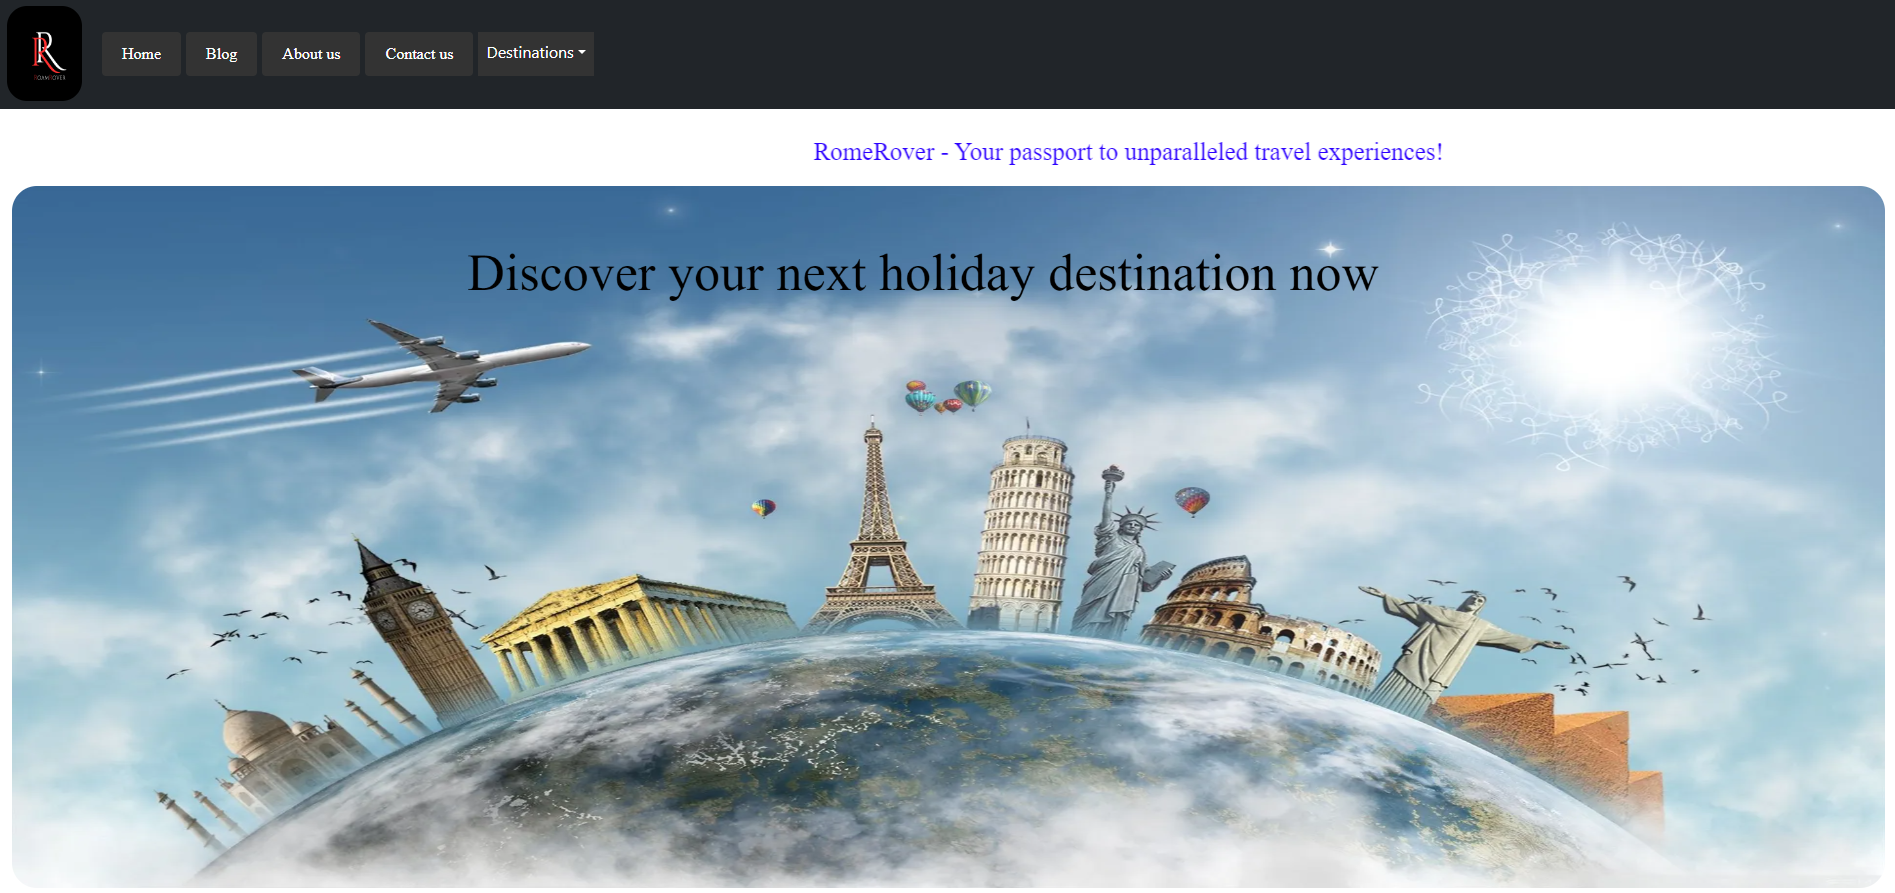 ROAMROVER
Home Blog About us Contact us Destinations
RomeRover - Your passport to unparalleled travel experiences!
Discover your next holiday destination now